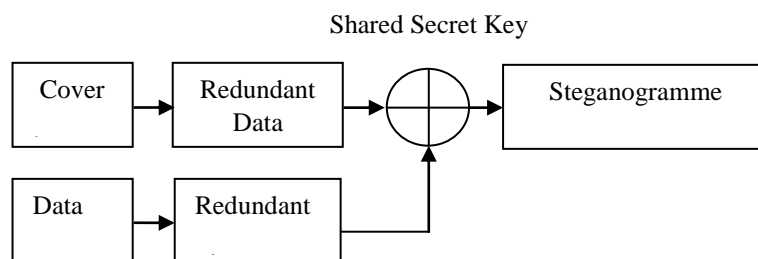 Shared Secret Key
Cover
Redundant
Data
Steganogramme
Data
Redundant